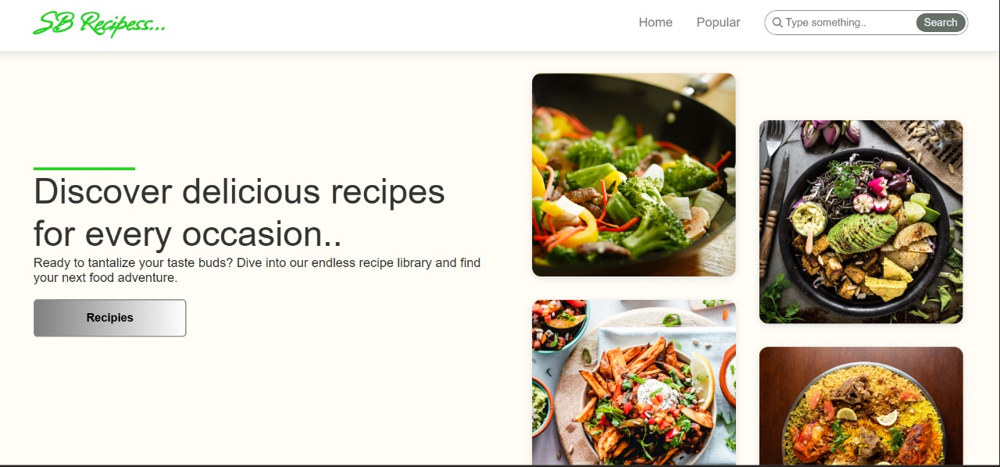 SB Recipess...
Home
Popular
Type something..
Search
Discover delicious recipes
for every occasion..
Ready to tantalize your taste buds? Dive into our endless recipe library and find
your next food adventure.
Recipies